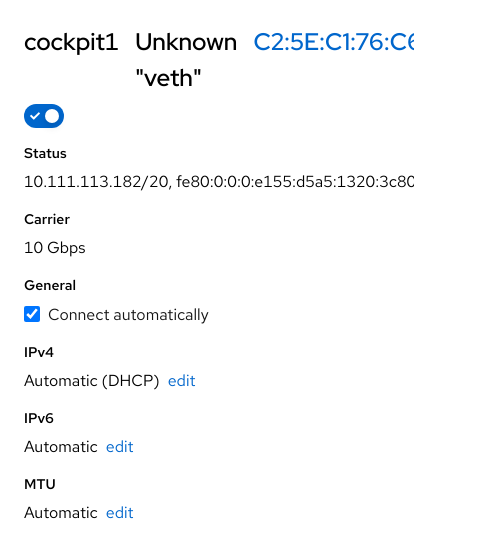 cockpit1 Unknown C2:5E:C1:76:C6
"veth"
Status
10.111.113.182/20, fe80:0:0:0:e155:d5a5:1320:3c80
Carrier
10 Gbps
General
Connect automatically
IPv4
Automatic (DHCP) edit
IPv6
Automatic edit
MTU
Automatic edit